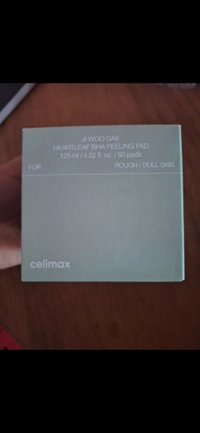 JI WOO GAE
HEARTLEAF BHA PEELING PAD
125 ml / 4.22 fl. oz. / 60 pads
FOR ROUGH / DULL SKIN
celimax